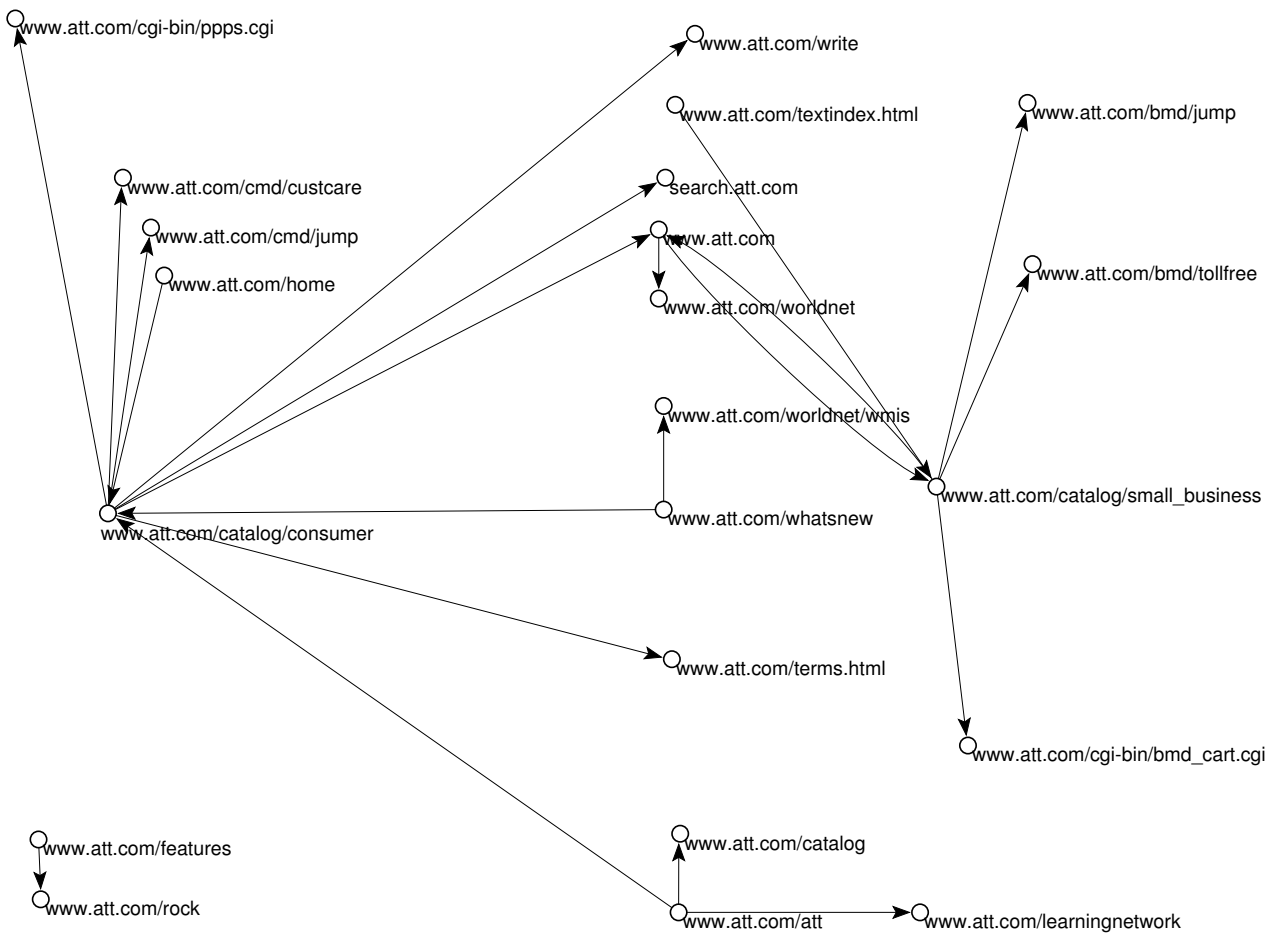 www.att.com/cgi-bin/ppps.cgi
www.att.com/write
www.att.com/textindex.html
www.att.com/bmd/jump
www.att.com/cmd/custcare
search.att.com
www.att.com/cmd/jump
www.att.com
www.att.com/home
www.att.com/bmd/tollfree
www.att.com/worldnet
www.att.com/worldnet/wmis
www.att.com/catalog/small_business
www.att.com/whatsnew
www.att.com/catalog/consumer
www.att.com/terms.html
www.att.com/cgi-bin/bmd_cart.cgi
www.att.com/features
www.att.com/catalog
www.att.com/rock
www.att.com/att
www.att.com/learningnetwork